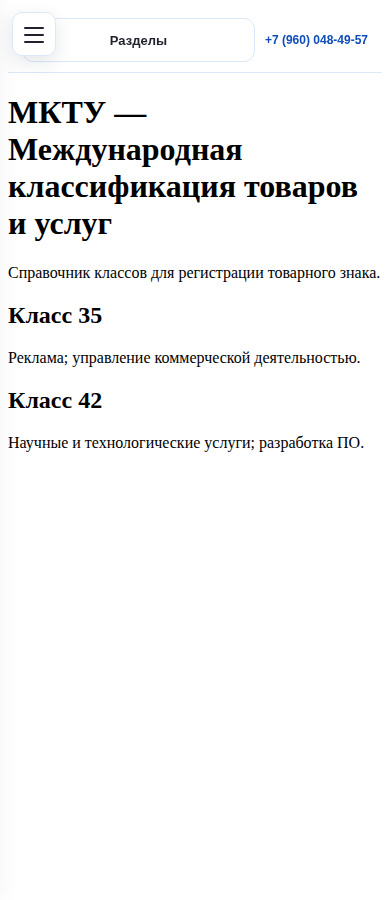 Разделы
+7 (960) 048-49-57
МКТУ —
Международная
классификация товаров
и услуг
Справочник классов для регистрации товарного знака.
Класс 35
Реклама; управление коммерческой деятельностью.
Класс 42
Научные и технологические услуги; разработка ПО.